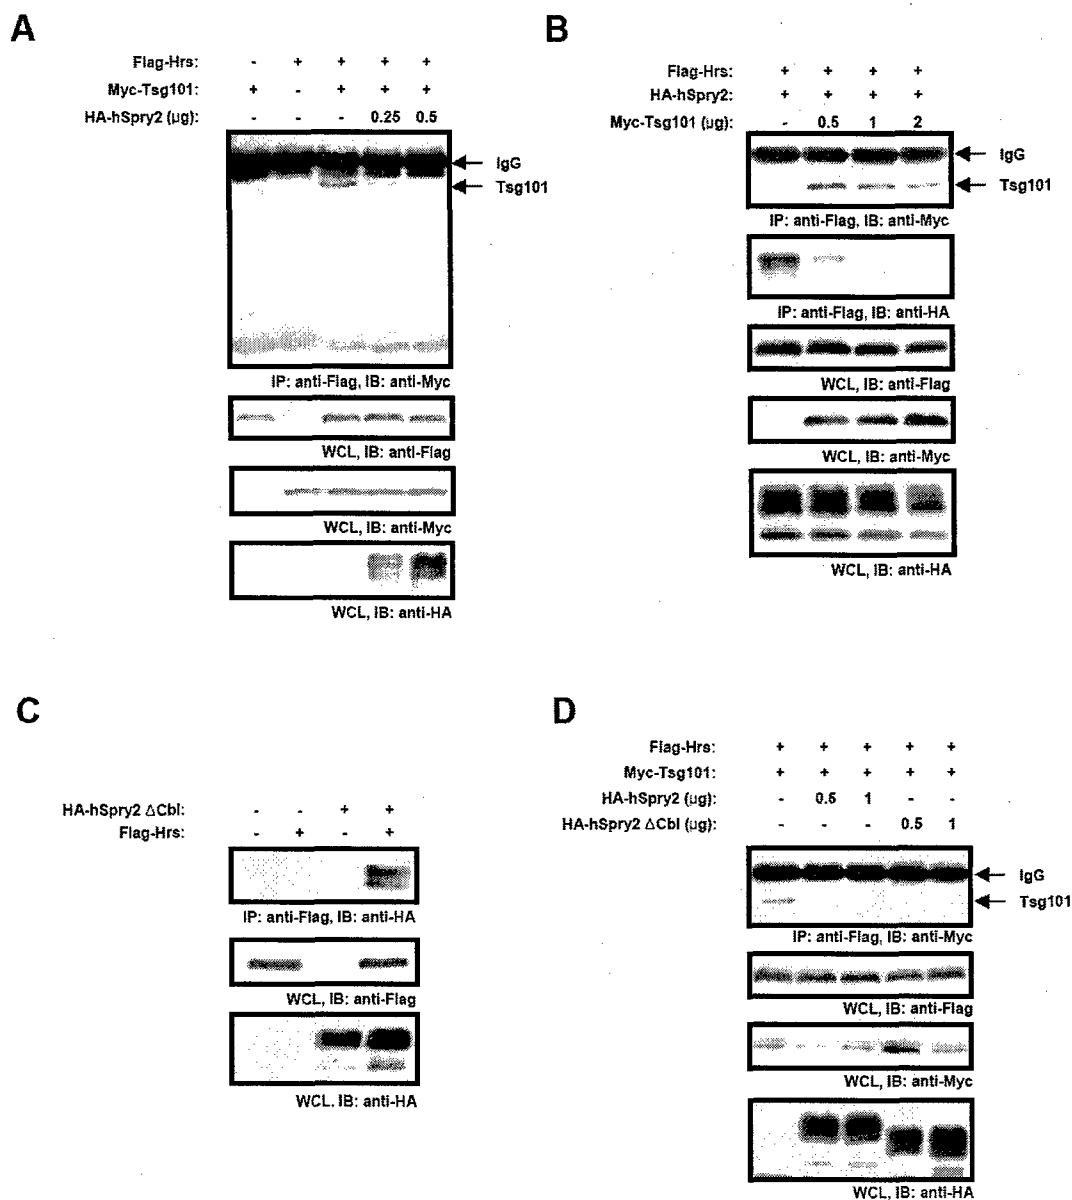 A
Flag-Hrs: - + + + +
Myc-Tsg101: + - + + +
HA-hSpry2 (µg): - - - 0.25 0.5
IgG
Tsg101
IP: anti-Flag, IB: anti-Myc
WCL, IB: anti-Flag
WCL, IB: anti-Myc
WCL, IB: anti-HA
B
Flag-Hrs: + + + +
HA-hSpry2: + + + +
Myc-Tsg101 (µg): - 0.5 1 2
IgG
Tsg101
IP: anti-Flag, IB: anti-Myc
IP: anti-Flag, IB: anti-HA
WCL, IB: anti-Flag
WCL, IB: anti-Myc
WCL, IB: anti-HA
C
HA-hSpry2 ΔCbl: - - + +
Flag-Hrs: - + - +
IP: anti-Flag, IB: anti-HA
WCL, IB: anti-Flag
WCL, IB: anti-HA
D
Flag-Hrs: + + + + +
Myc-Tsg101: + + + + +
HA-hSpry2 (µg): - 0.5 1 - -
HA-hSpry2 ΔCbl (µg): - - - 0.5 1
IgG
Tsg101
IP: anti-Flag, IB: anti-Myc
WCL, IB: anti-Flag
WCL, IB: anti-Myc
WCL, IB: anti-HA